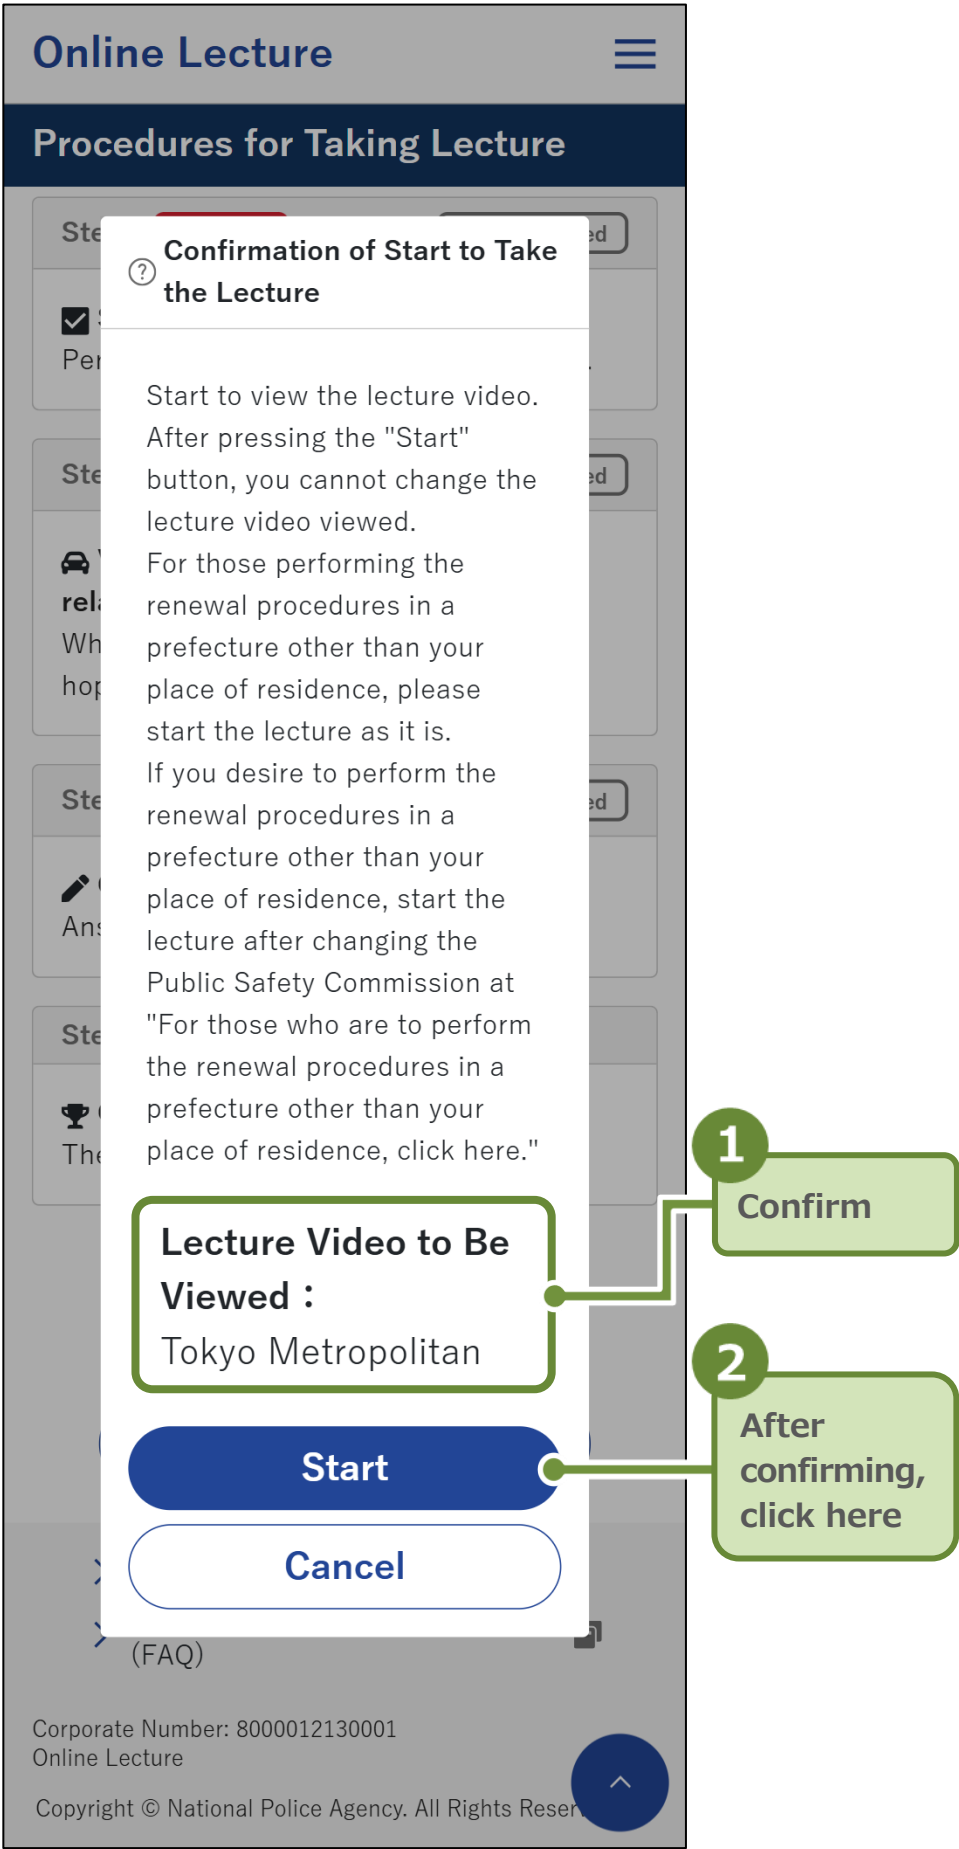 Online Lecture
Procedures for Taking Lecture
Confirmation of Start to Take
the Lecture
Start to view the lecture video.
After pressing the "Start"
button, you cannot change the
lecture video viewed.
For those performing the
renewal procedures in a
prefecture other than your
place of residence, please
start the lecture as it is.
If you desire to perform the
renewal procedures in a
prefecture other than your
place of residence, start the
lecture after changing the
Public Safety Commission at
"For those who are to perform
the renewal procedures in a
prefecture other than your
place of residence, click here."
Lecture Video to Be
Viewed：
Tokyo Metropolitan
1
Confirm
Start
2
After
confirming,
click here
Cancel
(FAQ)
Corporate Number: 8000012130001
Online Lecture
Copyright © National Police Agency. All Rights